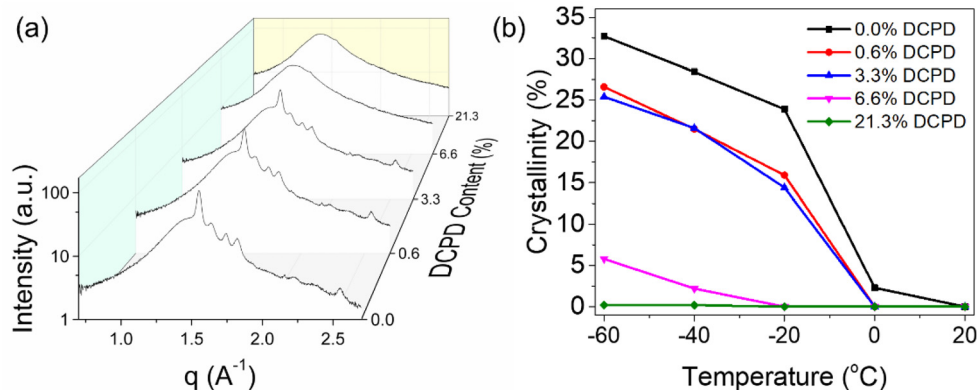 (a)
Intensity (a.u.)
100
10
1
1.0
1.5
2.0
2.5
q (A⁻¹)
0.0
0.6
3.3
6.6
21.3
DCPD Content (%)
(b)
Crystallinity (%)
35
30
25
20
15
10
5
0
-60
-40
-20
0
20
Temperature (°C)
0.0% DCPD
0.6% DCPD
3.3% DCPD
6.6% DCPD
21.3% DCPD